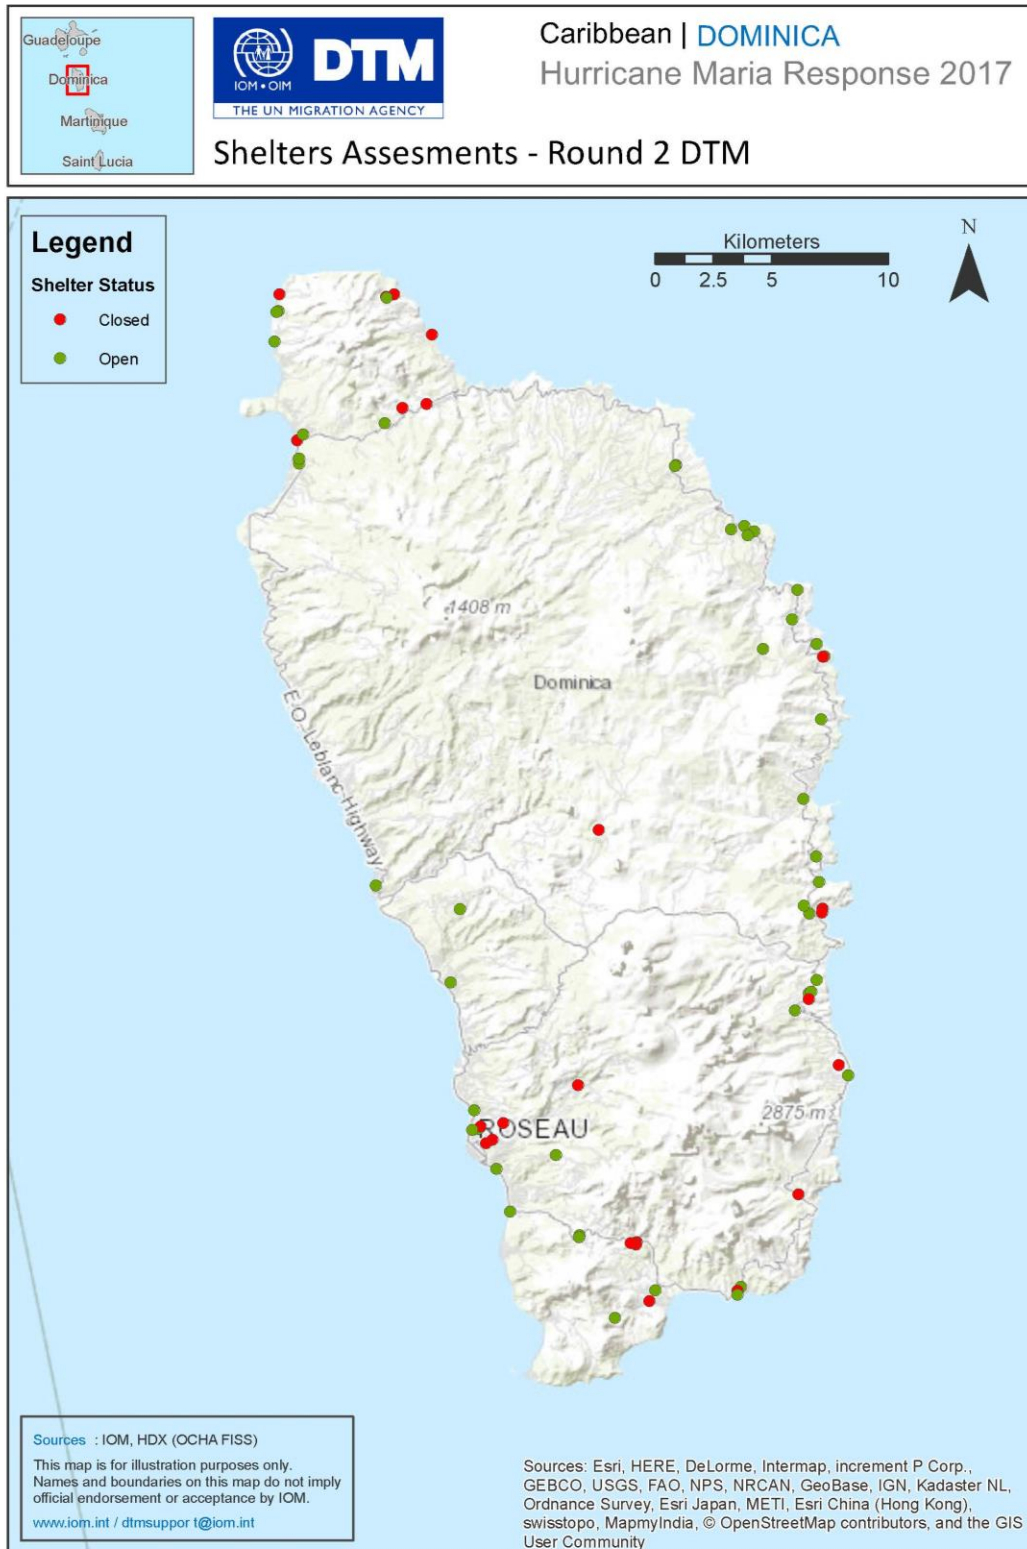 Guadeloupe
Dominica
Martinique
Saint Lucia
IOM • OIM
DTM
THE UN MIGRATION AGENCY
Caribbean | DOMINICA
Hurricane Maria Response 2017
Shelters Assesments - Round 2 DTM
Legend
Shelter Status
Closed
Open
Kilometers
0 2.5 5 10
N
1408 m
Dominica
E.O. Leblanc Highway
2875 m
ROSEAU
Sources : IOM, HDX (OCHA FISS)
This map is for illustration purposes only.
Names and boundaries on this map do not imply
official endorsement or acceptance by IOM.
www.iom.int / dtmsuppor t@iom.int
Sources: Esri, HERE, DeLorme, Intermap, increment P Corp.,
GEBCO, USGS, FAO, NPS, NRCAN, GeoBase, IGN, Kadaster NL,
Ordnance Survey, Esri Japan, METI, Esri China (Hong Kong),
swisstopo, MapmyIndia, © OpenStreetMap contributors, and the GIS
User Community